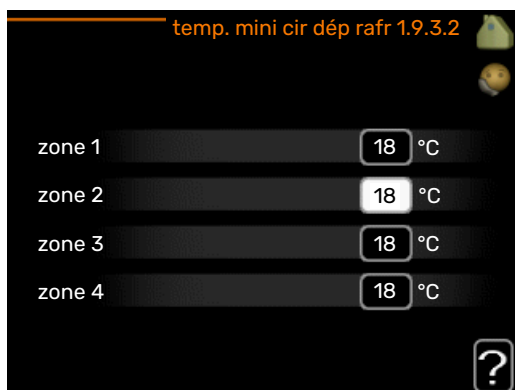 temp. mini cir dép rafr 1.9.3.2
zone 1 18 °C
zone 2 18 °C
zone 3 18 °C
zone 4 18 °C
?